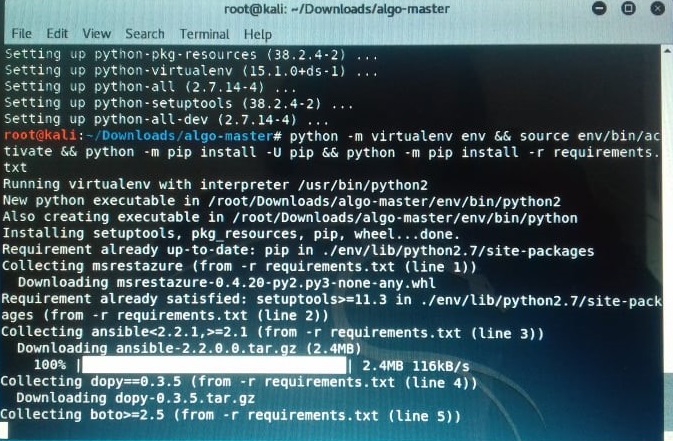 root@kali: ~/Downloads/algo-master
File Edit View Search Terminal Help
Setting up python-pkg-resources (38.2.4-2) ...
Setting up python-virtualenv (15.1.0+ds-1) ...
Setting up python-all (2.7.14-4) ...
Setting up python-setuptools (38.2.4-2) ...
Setting up python-all-dev (2.7.14-4) ...
root@kali:~/Downloads/algo-master# python -m virtualenv env && source env/bin/ac
tivate && python -m pip install -U pip && python -m pip install -r requirements.
txt
Running virtualenv with interpreter /usr/bin/python2
New python executable in /root/Downloads/algo-master/env/bin/python2
Also creating executable in /root/Downloads/algo-master/env/bin/python
Installing setuptools, pkg_resources, pip, wheel...done.
Requirement already up-to-date: pip in ./env/lib/python2.7/site-packages
Collecting msrestazure (from -r requirements.txt (line 1))
Downloading msrestazure-0.4.20-py2.py3-none-any.whl
Requirement already satisfied: setuptools>=11.3 in ./env/lib/python2.7/site-pack
ages (from -r requirements.txt (line 2))
Collecting ansible<2.2.1,>=2.1 (from -r requirements.txt (line 3))
Downloading ansible-2.2.0.0.tar.gz (2.4MB)
100% |████████████████████████████████| 2.4MB 116kB/s
Collecting dopy==0.3.5 (from -r requirements.txt (line 4))
Downloading dopy-0.3.5.tar.gz
Collecting boto>=2.5 (from -r requirements.txt (line 5))